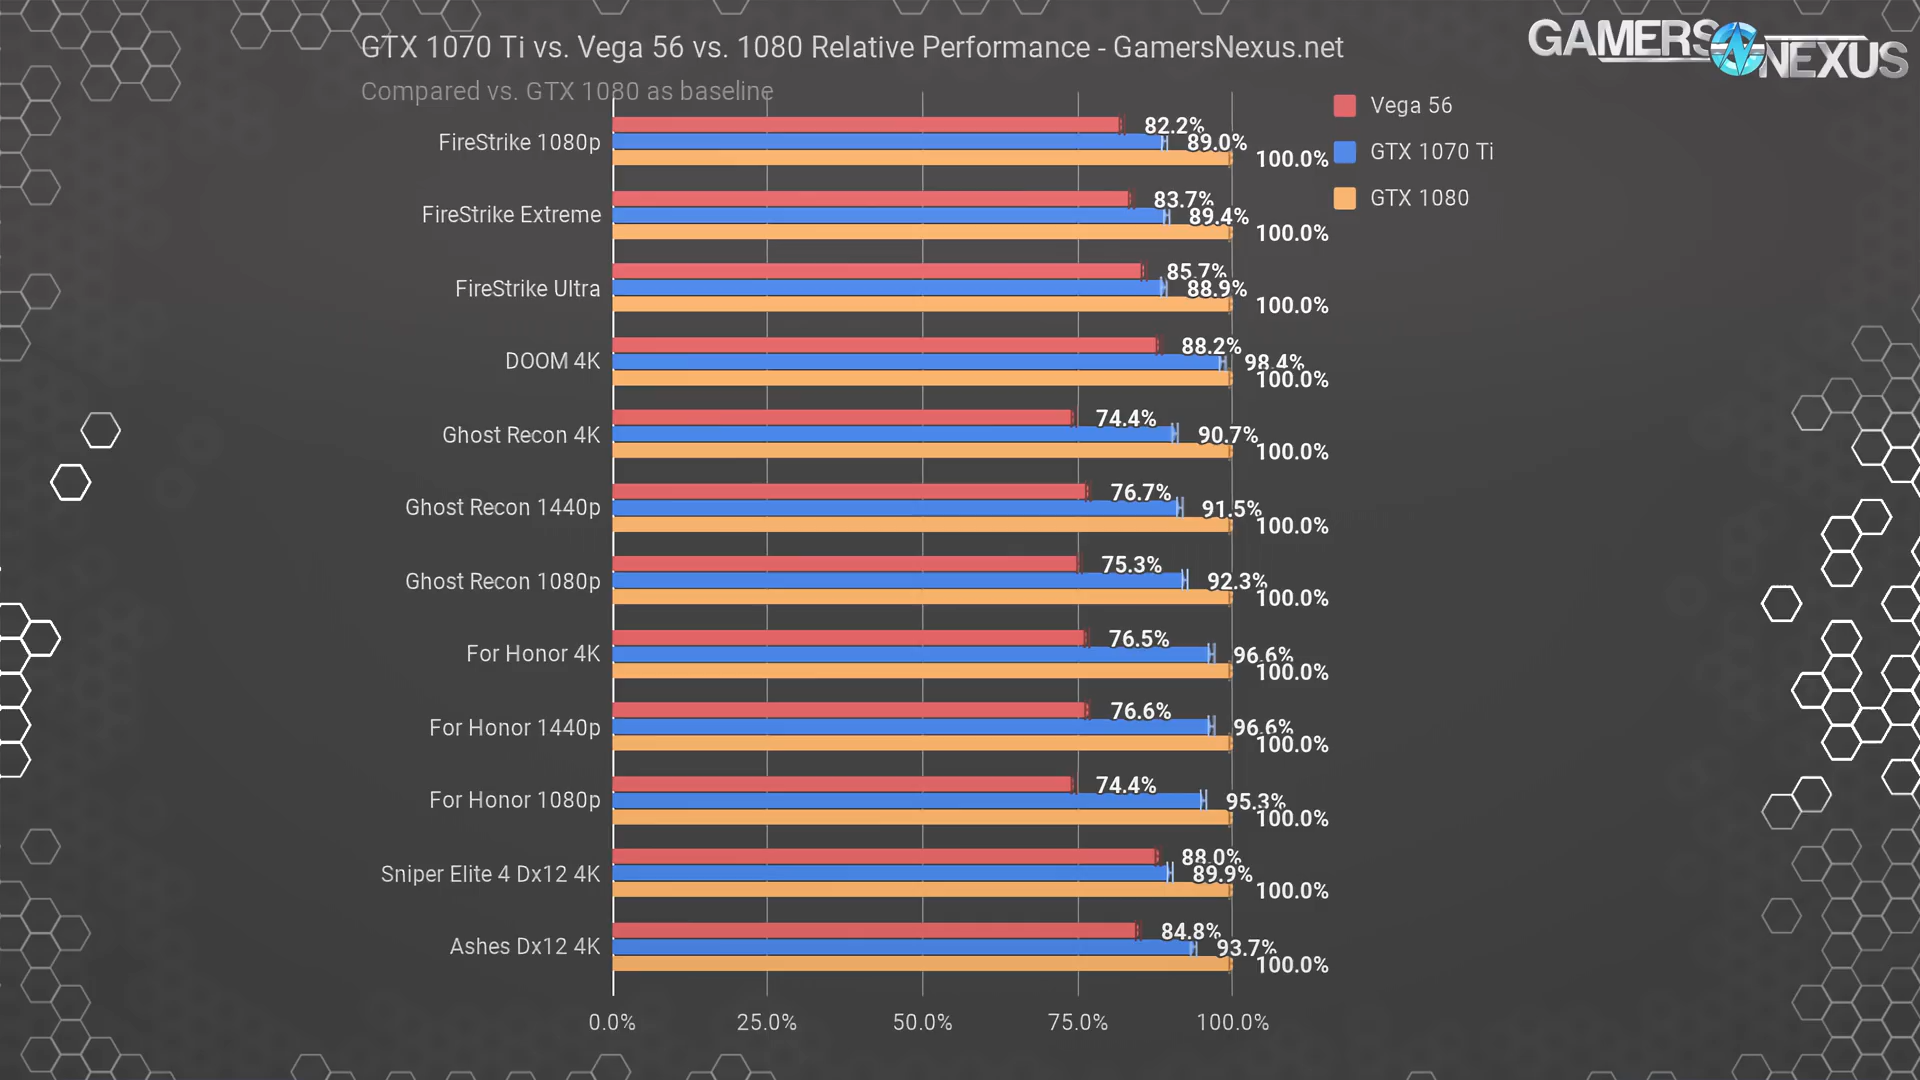 GTX 1070 Ti vs. Vega 56 vs. 1080 Relative Performance - GamersNexus.net
GAMERS NEXUS
Compared vs. GTX 1080 as baseline
Vega 56
GTX 1070 Ti
GTX 1080
FireStrike 1080p
82.2%
89.0%
100.0%
FireStrike Extreme
83.7%
89.4%
100.0%
FireStrike Ultra
85.7%
88.9%
100.0%
DOOM 4K
88.2%
98.4%
100.0%
Ghost Recon 4K
74.4%
90.7%
100.0%
Ghost Recon 1440p
76.7%
91.5%
100.0%
Ghost Recon 1080p
75.3%
92.3%
100.0%
For Honor 4K
76.5%
96.6%
100.0%
For Honor 1440p
76.6%
96.6%
100.0%
For Honor 1080p
74.4%
95.3%
100.0%
Sniper Elite 4 Dx12 4K
88.0%
89.9%
100.0%
Ashes Dx12 4K
84.8%
93.7%
100.0%
0.0% 25.0% 50.0% 75.0% 100.0%